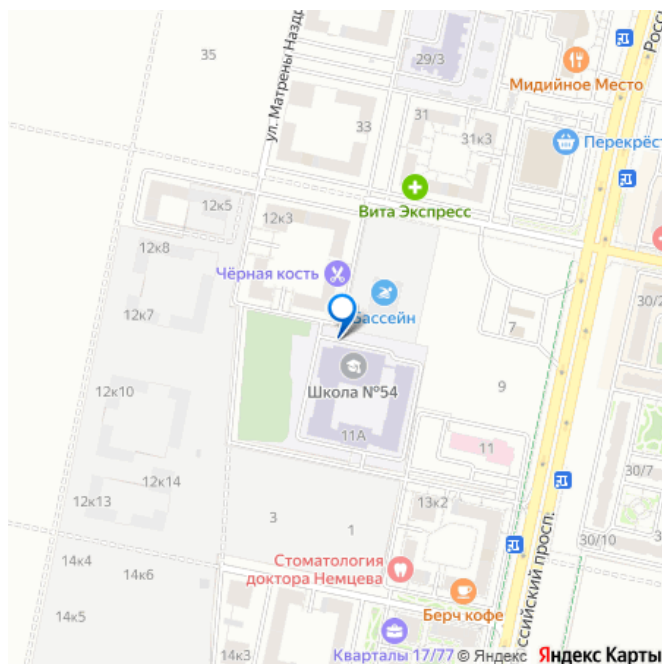 35
29/3
Мидийное Место
ул. Матрены Наздр
33
31
31к3
Перекрёст
Росс
Вита Экспресс
12к5
12к3
12к8
Чёрная кость
Бассейн
30/2
12к7
7
12к10
Школа №54
9
11А
11
30/7
12к14
12к13
13к2
3
1
30/10
14к4
14к6
Стоматология
доктора Немцева
ссийский просп.
14к5
Берч кофе
14к3
Кварталы 17/77
© Яндекс
Яндекс Карты